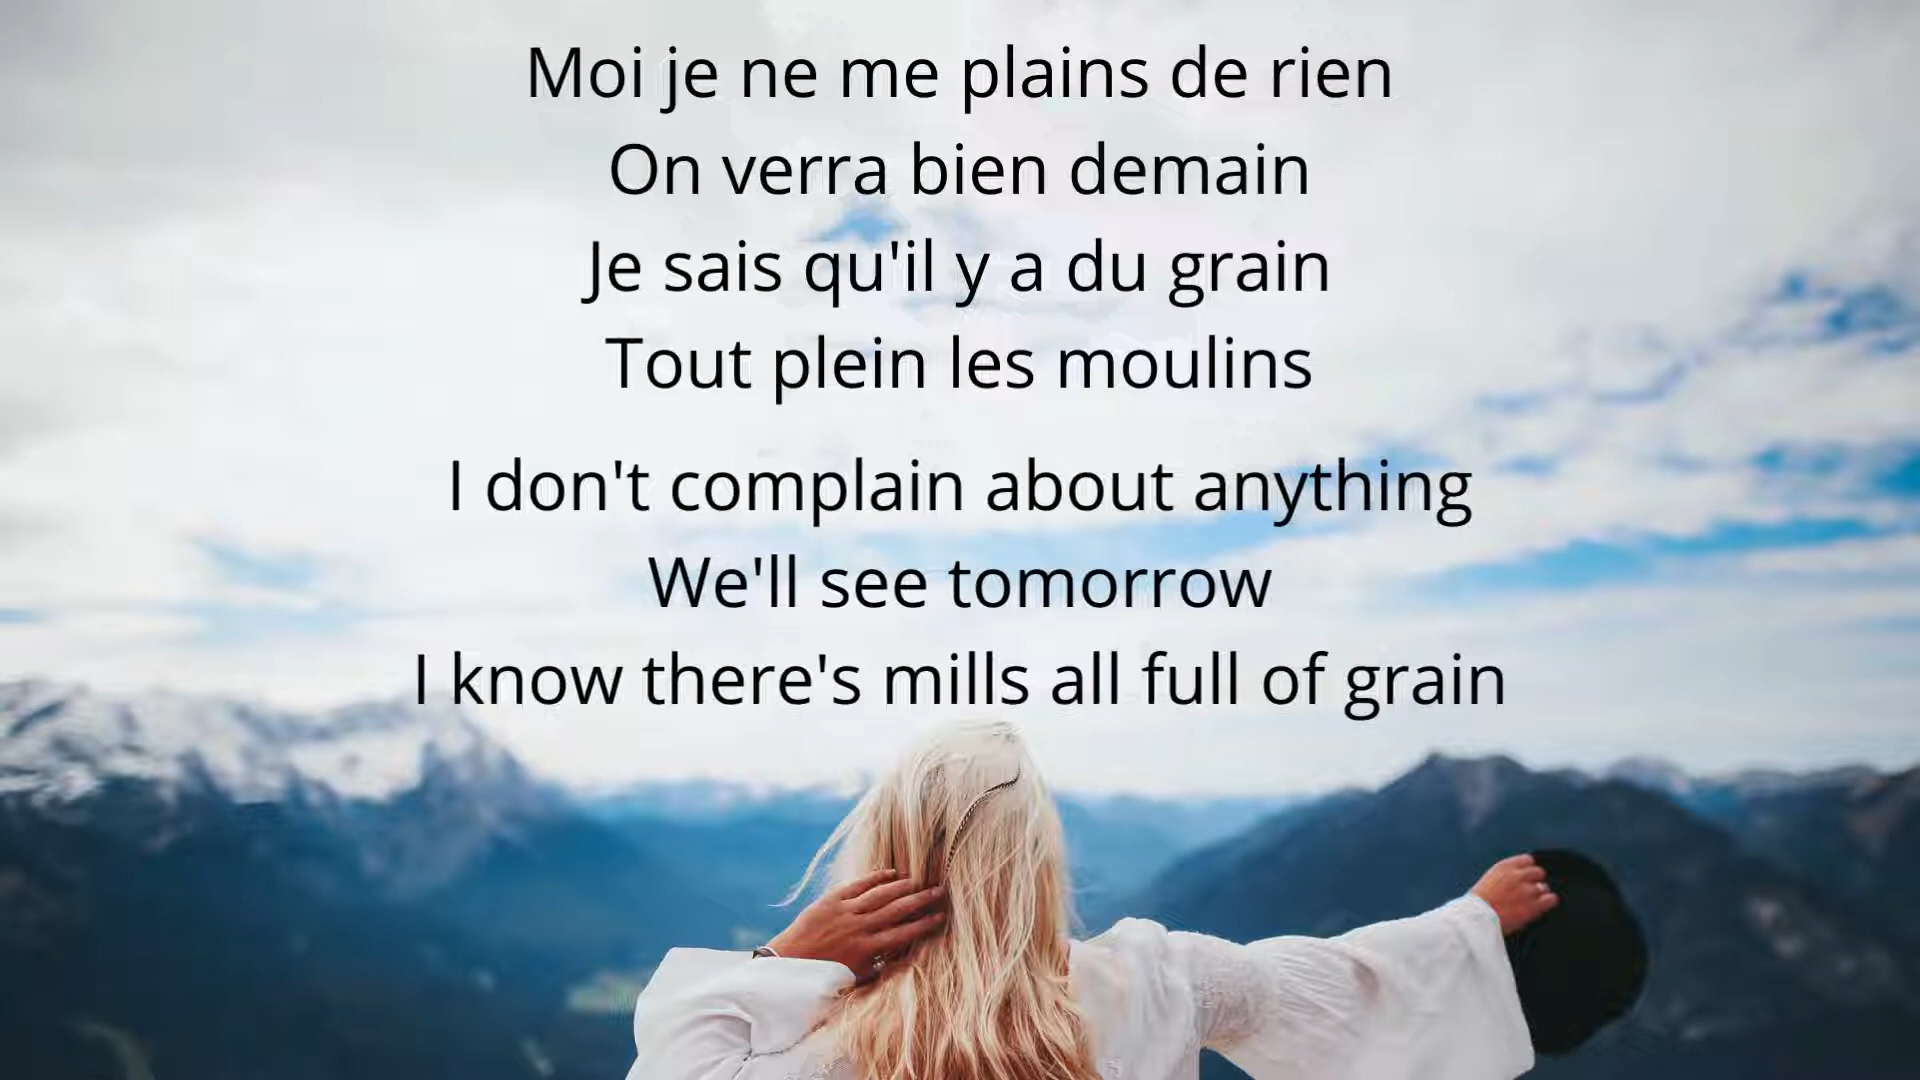 Moi je ne me plains de rien
On verra bien demain
Je sais qu'il y a du grain
Tout plein les moulins
I don't complain about anything
We'll see tomorrow
I know there's mills all full of grain